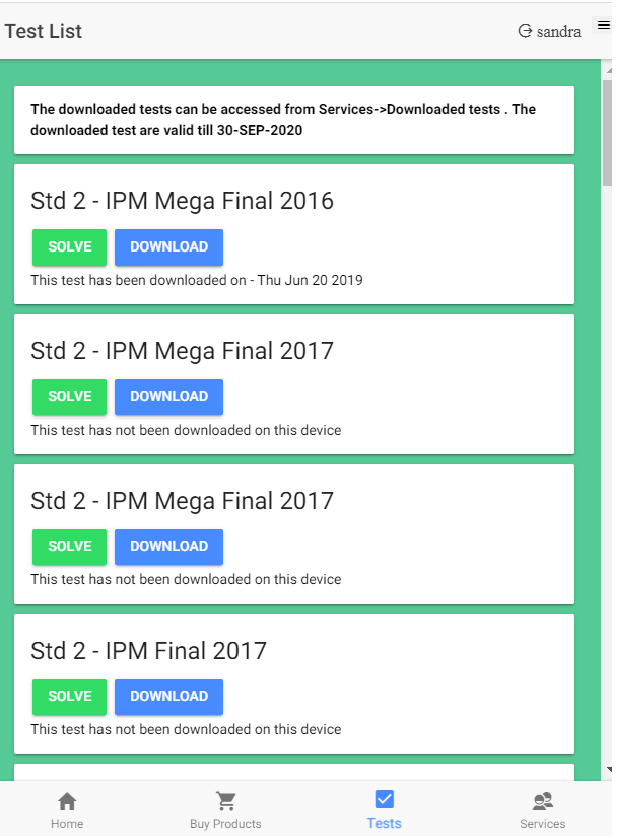 Test List
sandra
The downloaded tests can be accessed from Services->Downloaded tests . The
downloaded test are valid till 30-SEP-2020
Std 2 - IPM Mega Final 2016
SOLVE DOWNLOAD
This test has been downloaded on - Thu Jun 20 2019
Std 2 - IPM Mega Final 2017
SOLVE DOWNLOAD
This test has not been downloaded on this device
Std 2 - IPM Mega Final 2017
SOLVE DOWNLOAD
This test has not been downloaded on this device
Std 2 - IPM Final 2017
SOLVE DOWNLOAD
This test has not been downloaded on this device
Home Buy Products Tests Services